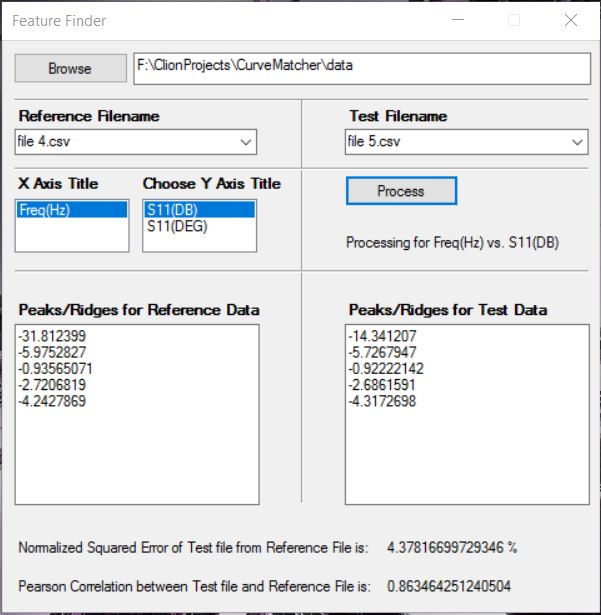 Feature Finder
Browse
F:\ClionProjects\CurveMatcher\data
Reference Filename
Test Filename
file 4.csv
file 5.csv
X Axis Title
Choose Y Axis Title
Process
Freq(Hz)
S11(DB)
S11(DEG)
Processing for Freq(Hz) vs. S11(DB)
Peaks/Ridges for Reference Data
-31.812399
-5.9752827
-0.93565071
-2.7206819
-4.2427869
Peaks/Ridges for Test Data
-14.341207
-5.7267947
-0.92222142
-2.6861591
-4.3172698
Normalized Squared Error of Test file from Reference File is: 4.37816699729346 %
Pearson Correlation between Test file and Reference File is: 0.863464251240504